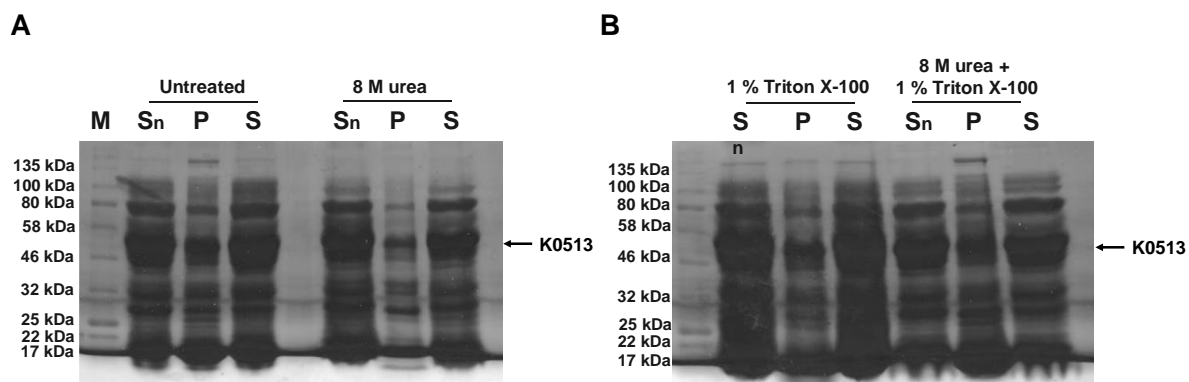 A
Untreated
8 M urea
M Sn P S Sn P S
135 kDa
100 kDa
80 kDa
58 kDa
46 kDa
32 kDa
25 kDa
22 kDa
17 kDa
K0513
B
1 % Triton X-100
8 M urea +
1 % Triton X-100
S P S Sn P S
n
135 kDa
100 kDa
80 kDa
58 kDa
46 kDa
32 kDa
25 kDa
22 kDa
17 kDa
K0513